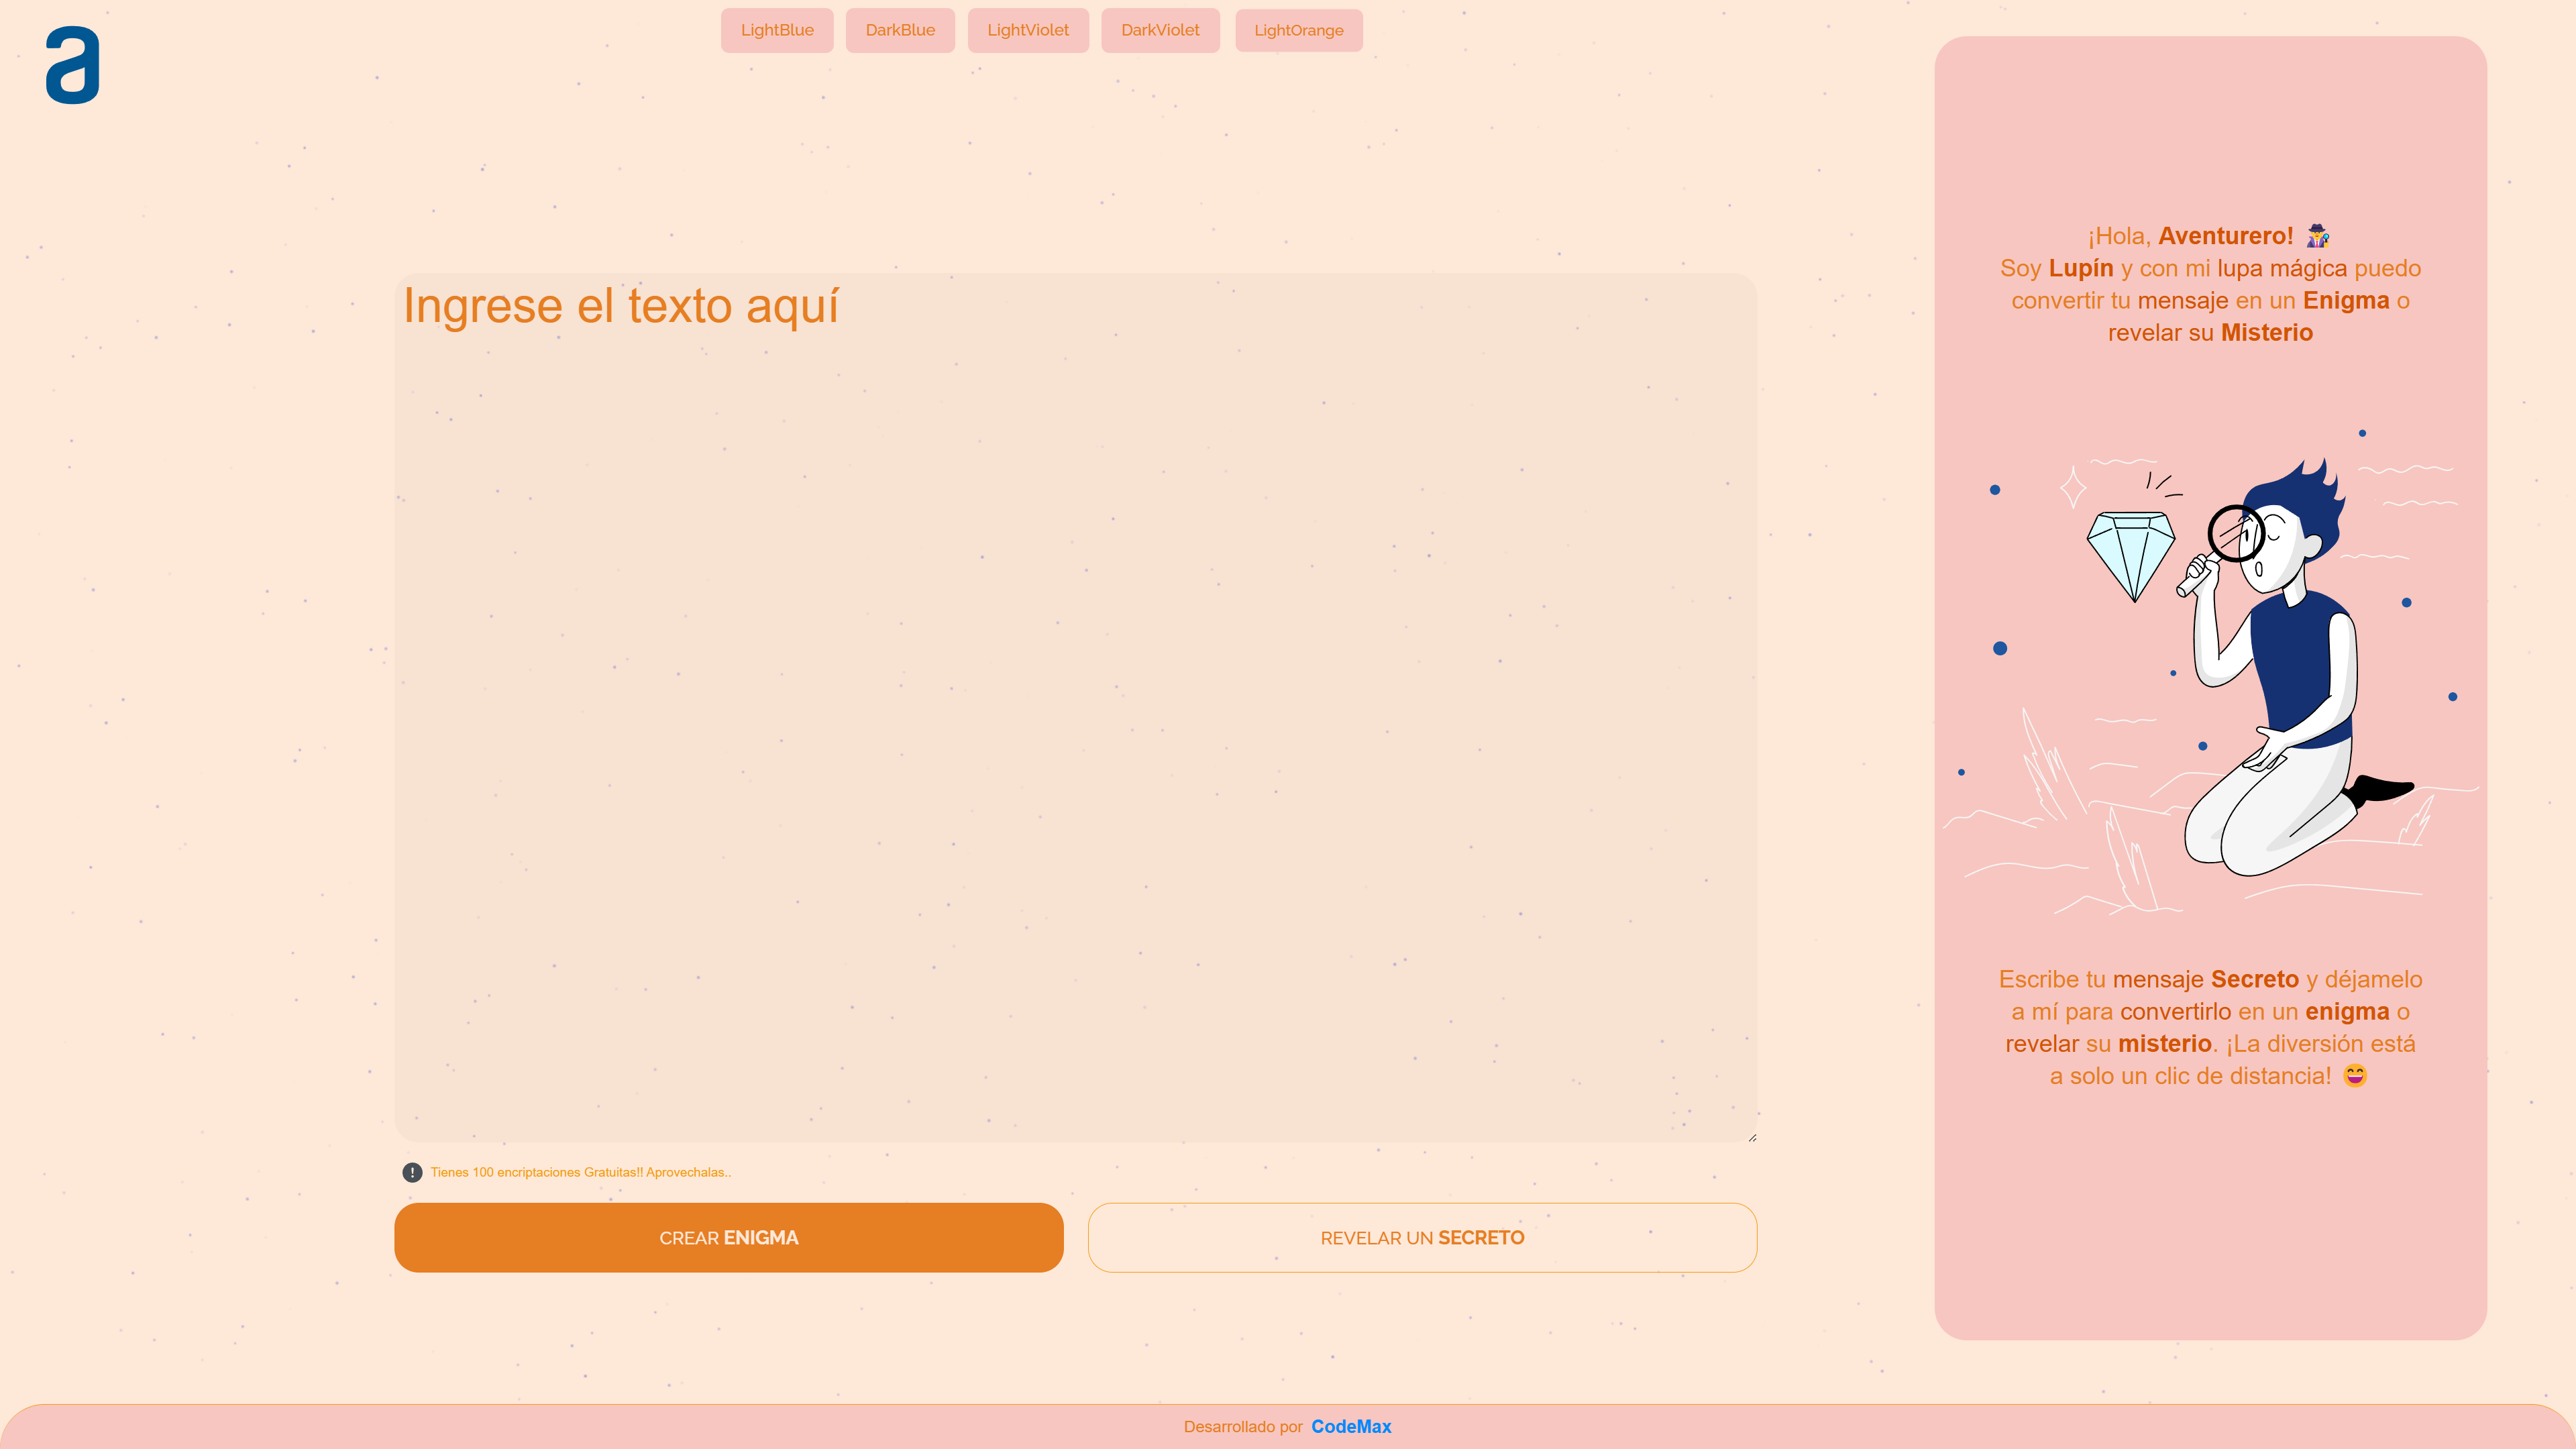 a
LightBlue
DarkBlue
LightViolet
DarkViolet
LightOrange
Ingrese el texto aquí
Tienes 100 encriptaciones Gratuitas!! Aprovechalas..
CREAR ENIGMA
REVELAR UN SECRETO
¡Hola, Aventurero!
Soy Lupín y con mi lupa mágica puedo
convertir tu mensaje en un Enigma o
revelar su Misterio
Escribe tu mensaje Secreto y déjamelo
a mí para convertirlo en un enigma o
revelar su misterio. ¡La diversión está
a solo un clic de distancia! 😄
Desarrollado por CodeMax